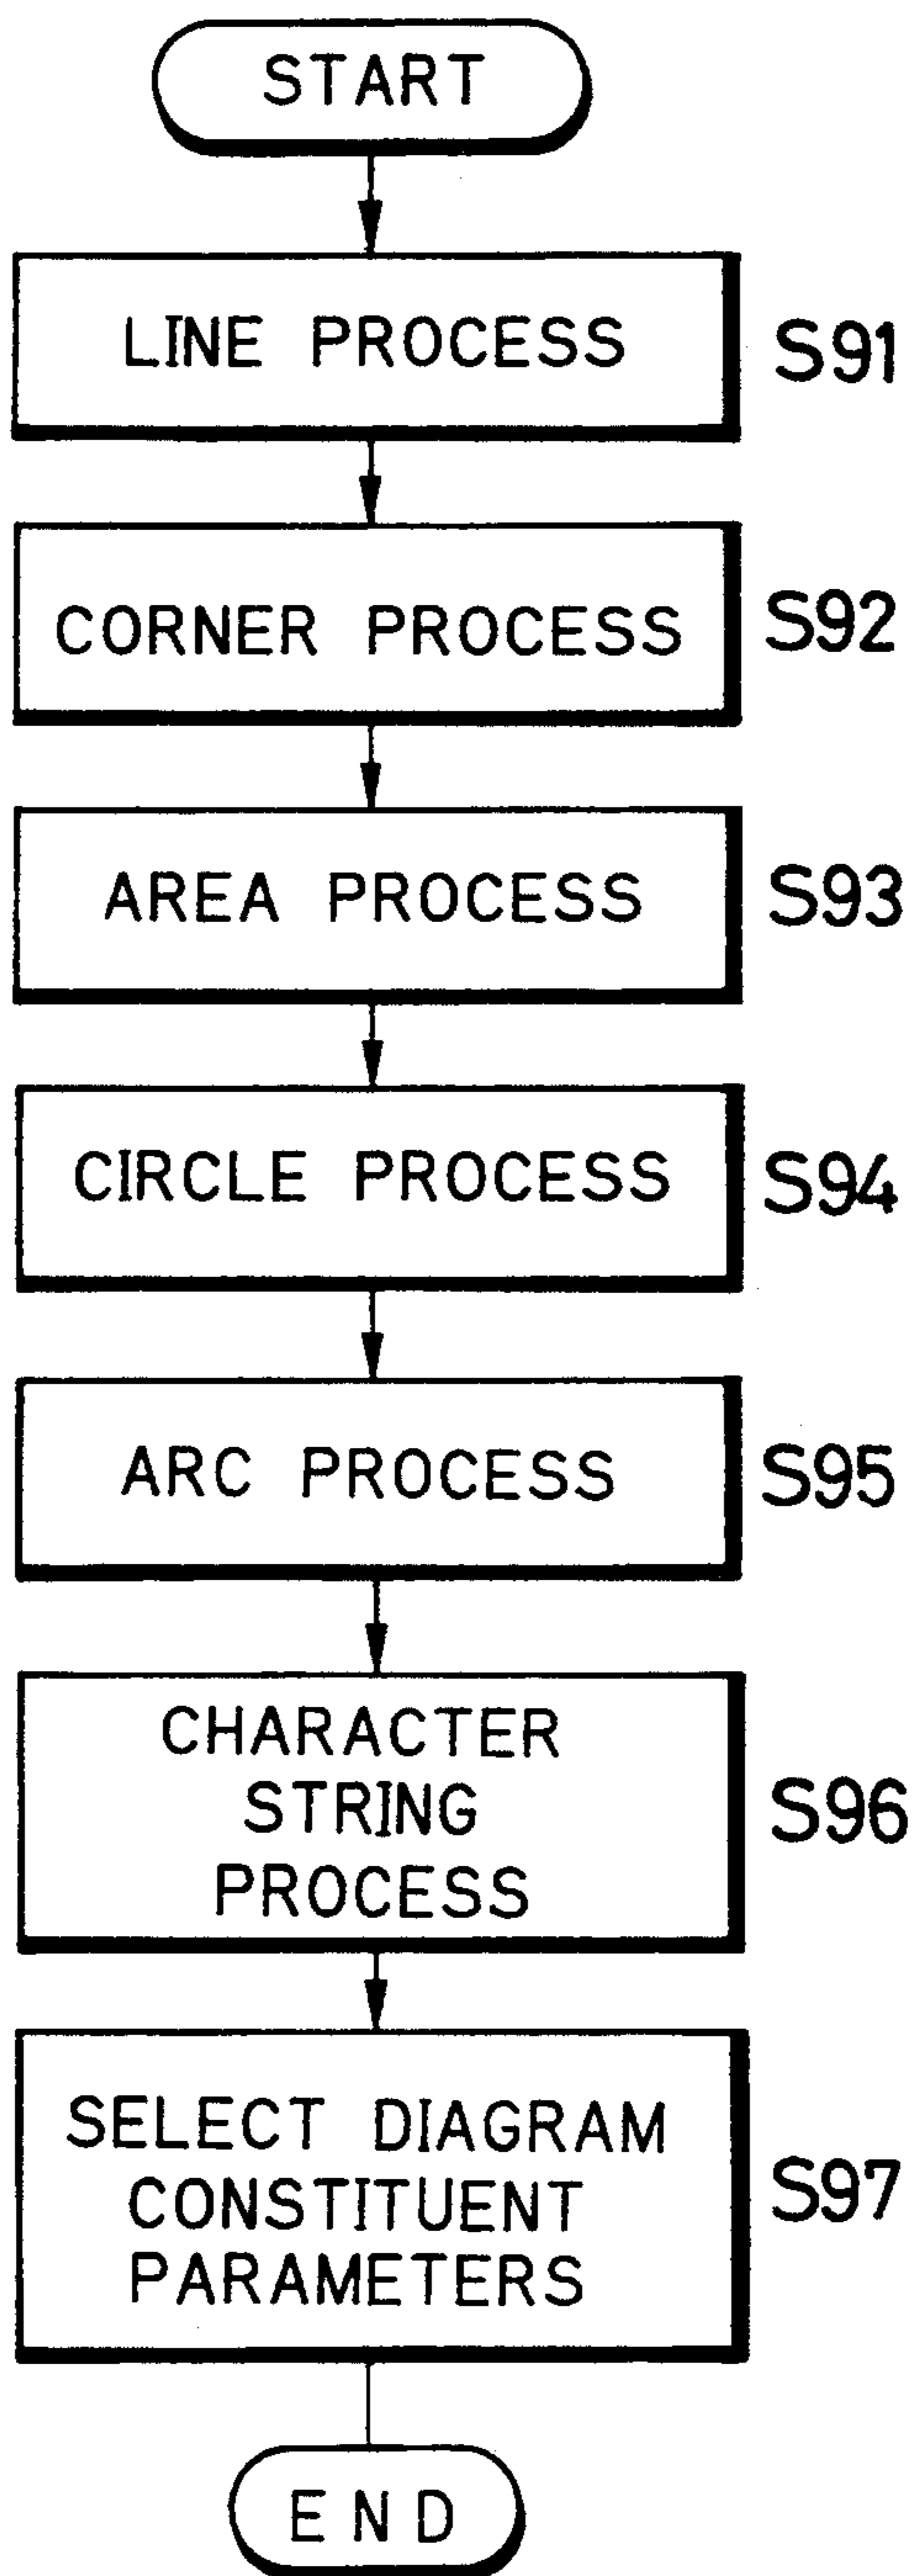 START
LINE PROCESS
S91
CORNER PROCESS
S92
AREA PROCESS
S93
CIRCLE PROCESS
S94
ARC PROCESS
S95
CHARACTER
STRING
PROCESS
S96
SELECT DIAGRAM
CONSTITUENT
PARAMETERS
S97
END